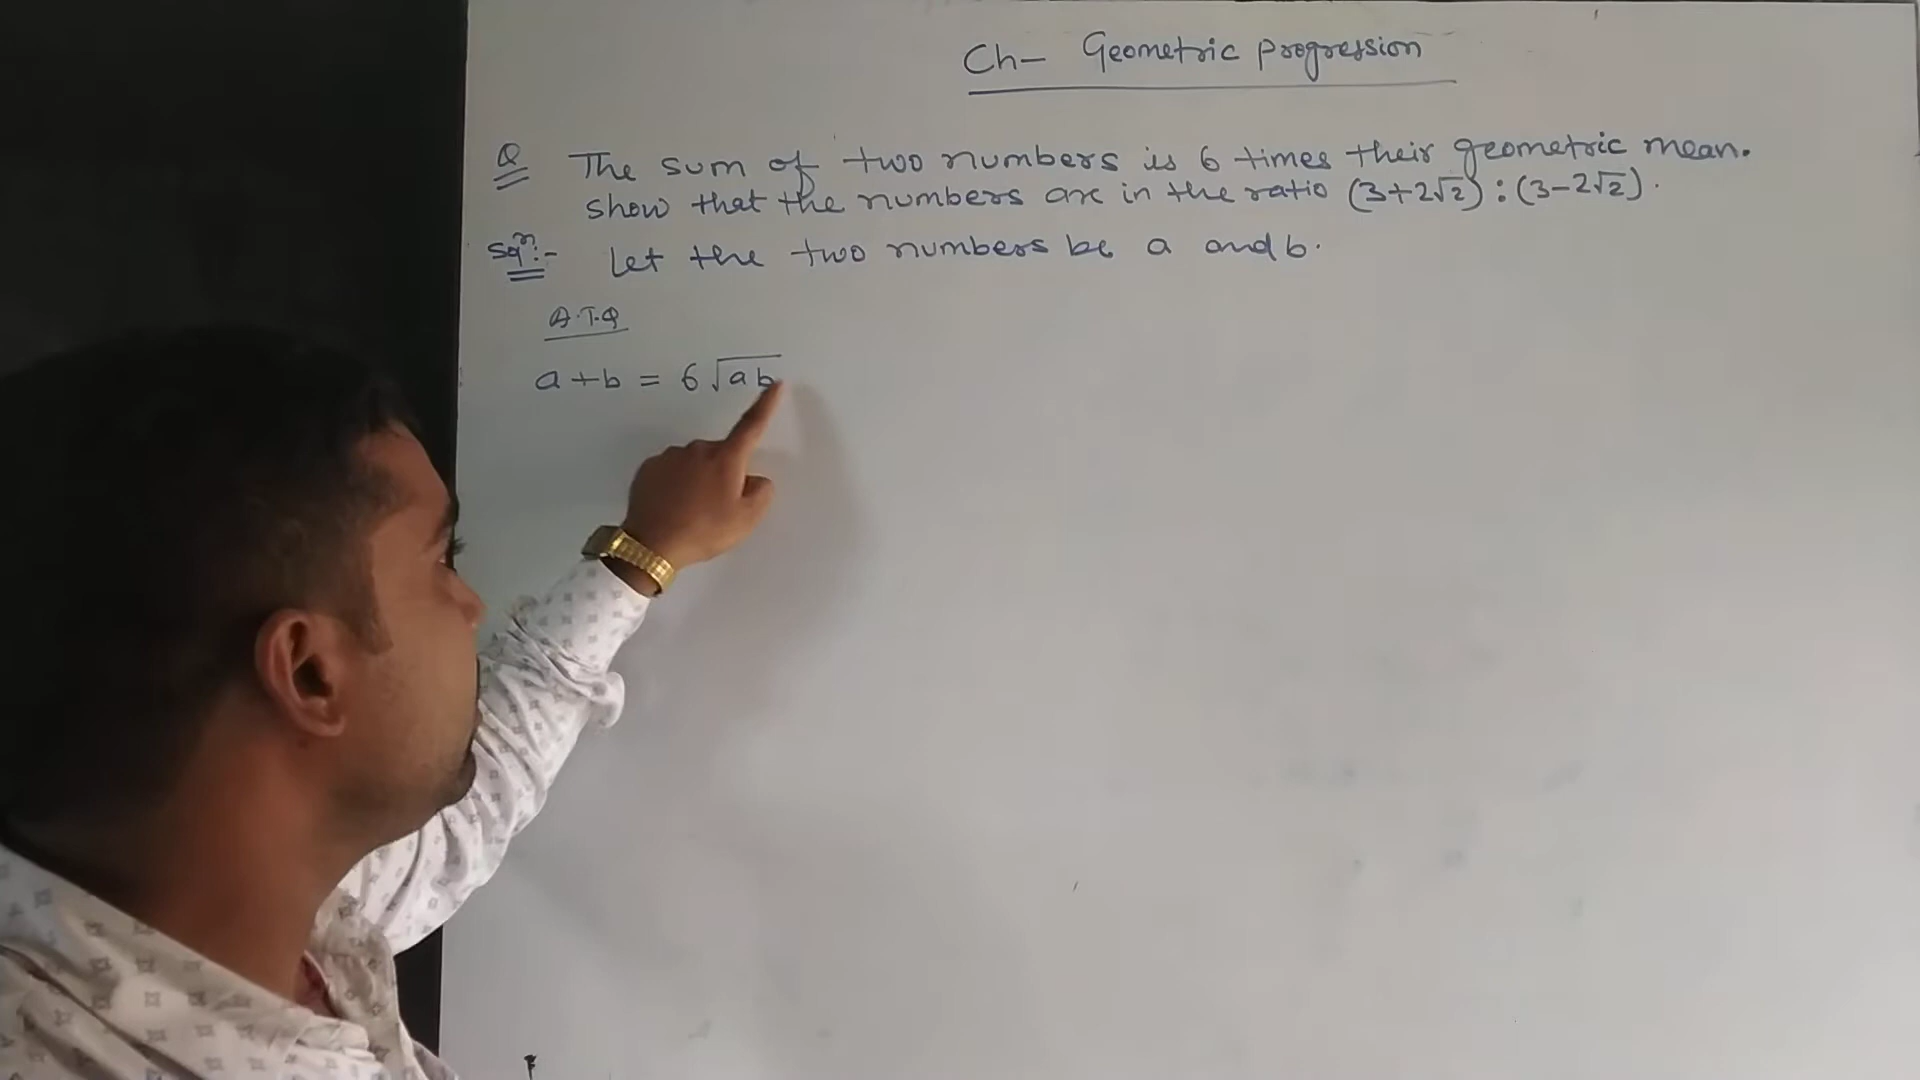 Ch- Geometric progression
Q The sum of two numbers is 6 times their geometric mean.
show that the numbers are in the ratio (3+2√2) : (3-2√2).
Solⁿ:- Let the two numbers be a and b.
A.T.Q
a + b = 6√ab